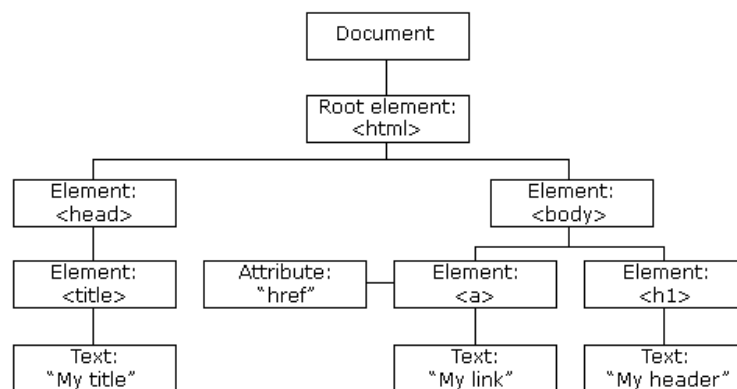 Document
Root element:
<html>
Element:
<head>
Element:
<body>
Element:
<title>
Attribute:
“href”
Element:
<a>
Element:
<h1>
Text:
“My title”
Text:
“My link”
Text:
“My header”